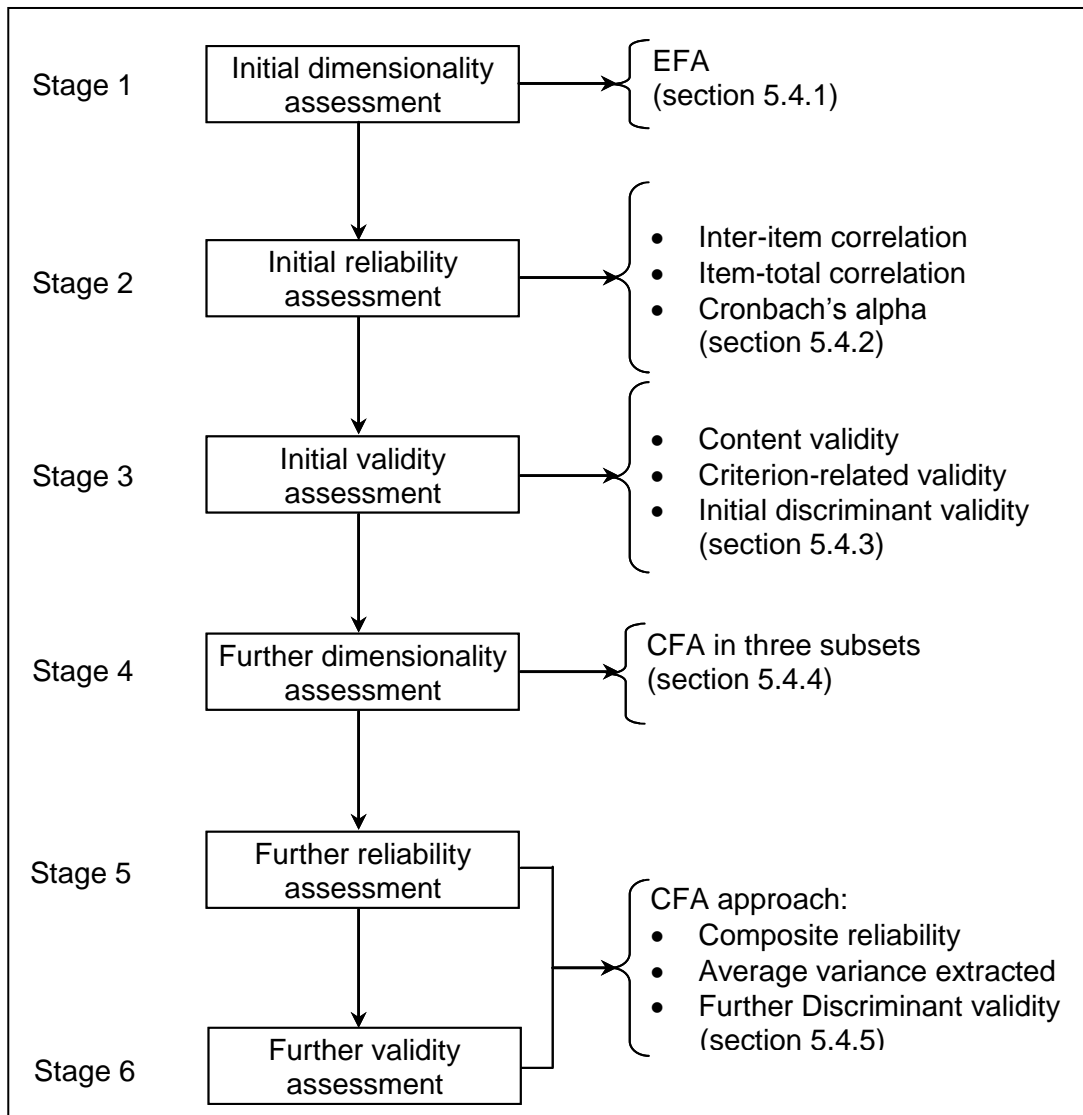 Stage 1
Initial dimensionality
assessment
EFA
(section 5.4.1)
Stage 2
Initial reliability
assessment
• Inter-item correlation
• Item-total correlation
• Cronbach’s alpha
(section 5.4.2)
Stage 3
Initial validity
assessment
• Content validity
• Criterion-related validity
• Initial discriminant validity
(section 5.4.3)
Stage 4
Further dimensionality
assessment
CFA in three subsets
(section 5.4.4)
Stage 5
Further reliability
assessment
CFA approach:
• Composite reliability
• Average variance extracted
• Further Discriminant validity
(section 5.4.5)
Stage 6
Further validity
assessment